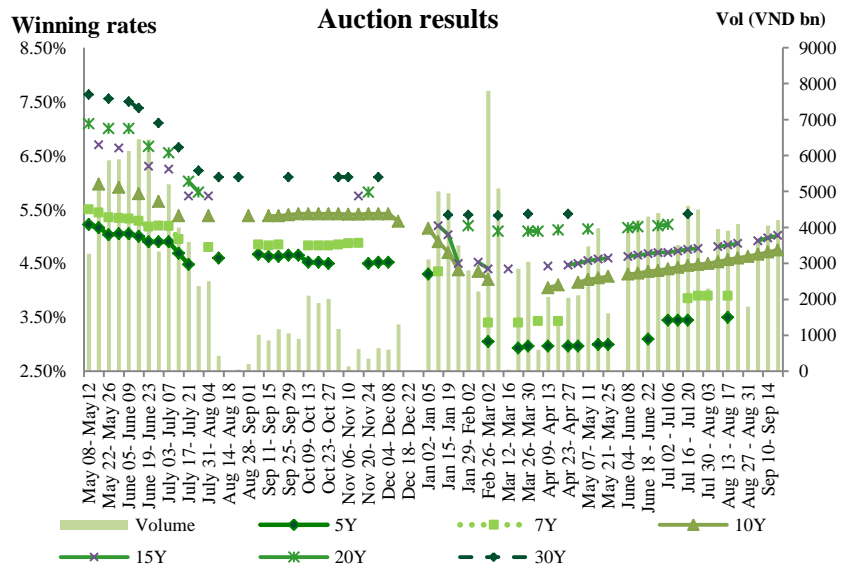 Auction results
Winning rates
Vol (VND bn)
8.50%
7.50%
6.50%
5.50%
4.50%
3.50%
2.50%
9000
8000
7000
6000
5000
4000
3000
2000
1000
0
May 08- May 12
May 22- May 26
June 05- June 09
June 19- June 23
July 03- July 07
July 17- July 21
July 31- Aug 04
Aug 14- Aug 18
Aug 28- Sep 01
Sep 11- Sep 15
Sep 25- Sep 29
Oct 09- Oct 13
Oct 23- Oct 27
Nov 06- Nov 10
Nov 20- Nov 24
Dec 04- Dec 08
Dec 18- Dec 22
Jan 02- Jan 05
Jan 15- Jan 19
Jan 29- Feb 02
Feb 26- Mar 02
Mar 12- Mar 16
Mar 26- Mar 30
Apr 09- Apr 13
Apr 23- Apr 27
May 07- May 11
May 21- May 25
June 04 - June 08
June 18 - June 22
Jul 02 - Jul 06
Jul 16 - Jul 20
Jul 30 - Aug 03
Aug 13 - Aug 17
Aug 27- Aug 31
Sep 10- Sep 14
Volume
5Y
7Y
10Y
15Y
20Y
30Y